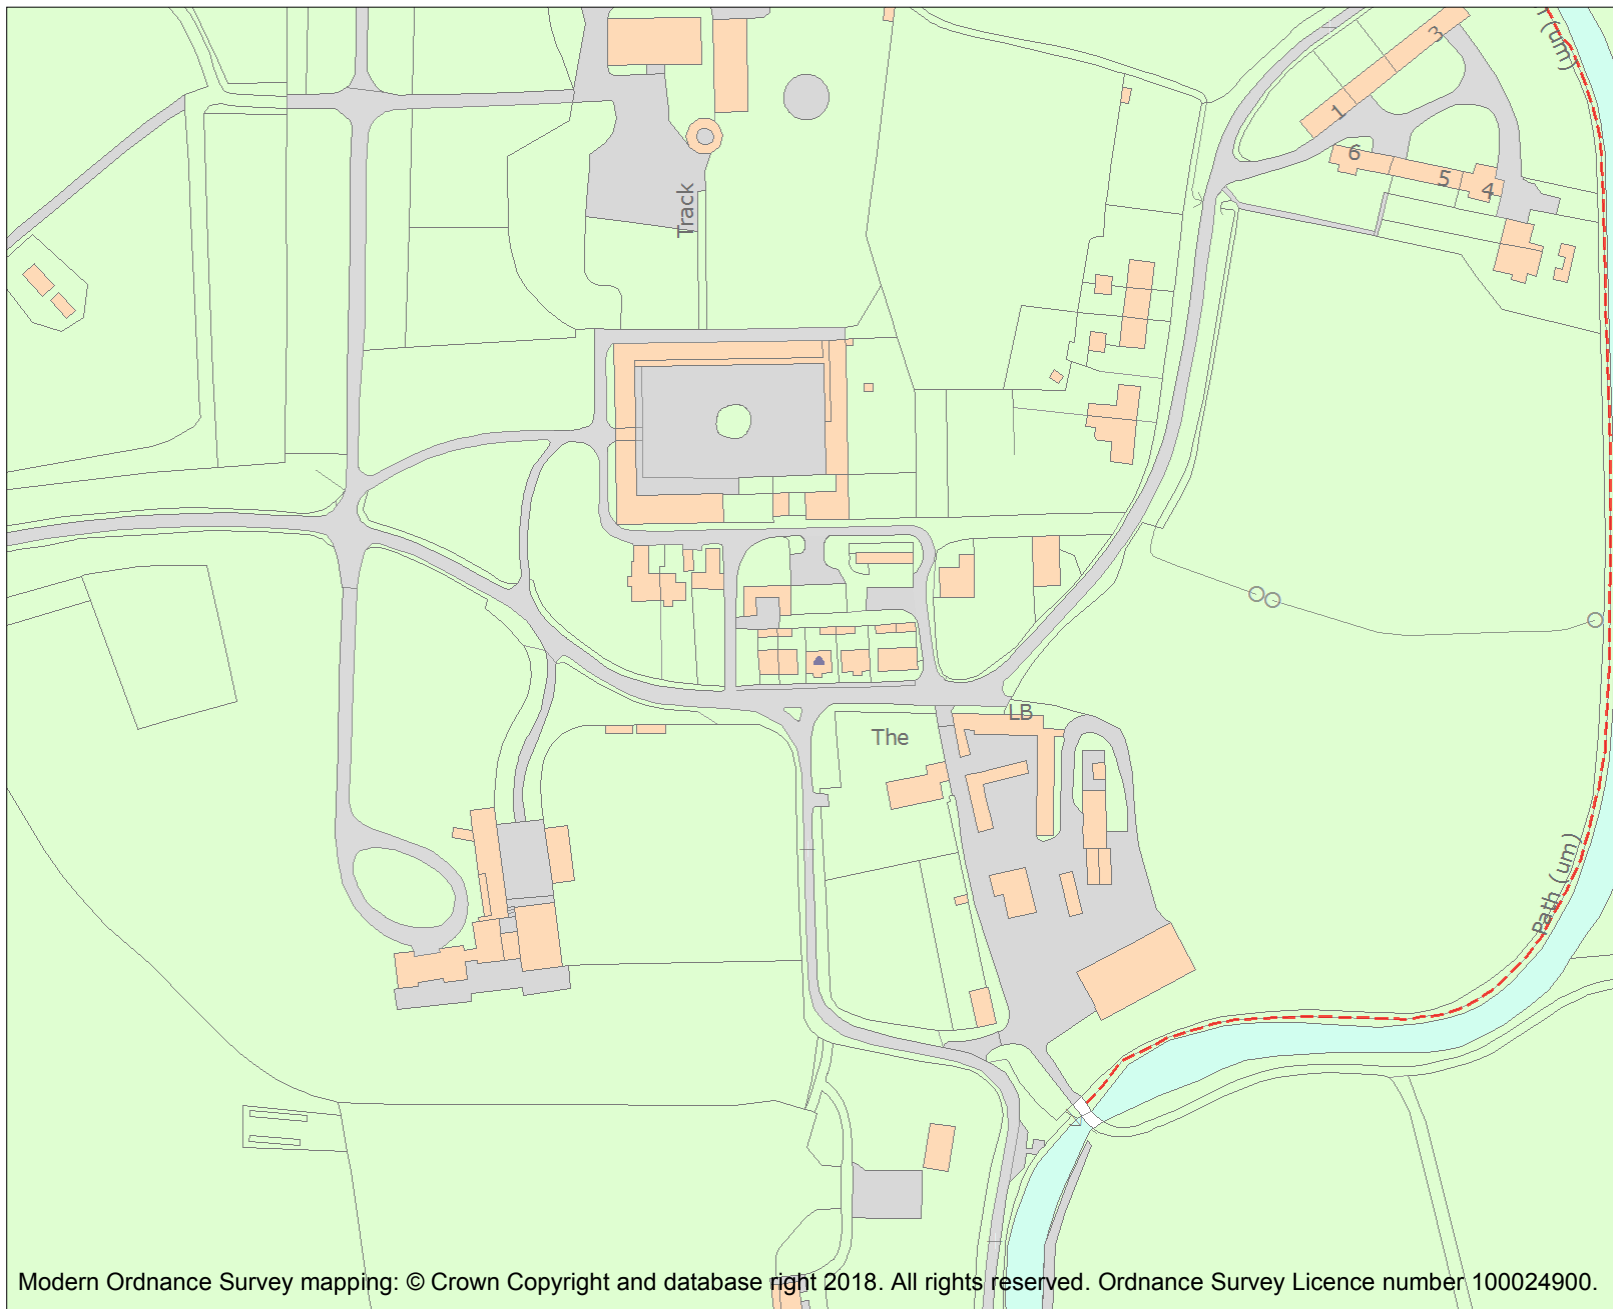 r (um)
3
1
6
5
4
Track
LB
The
Path (um)
Modern Ordnance Survey mapping: © Crown Copyright and database right 2018. All rights reserved. Ordnance Survey Licence number 100024900.